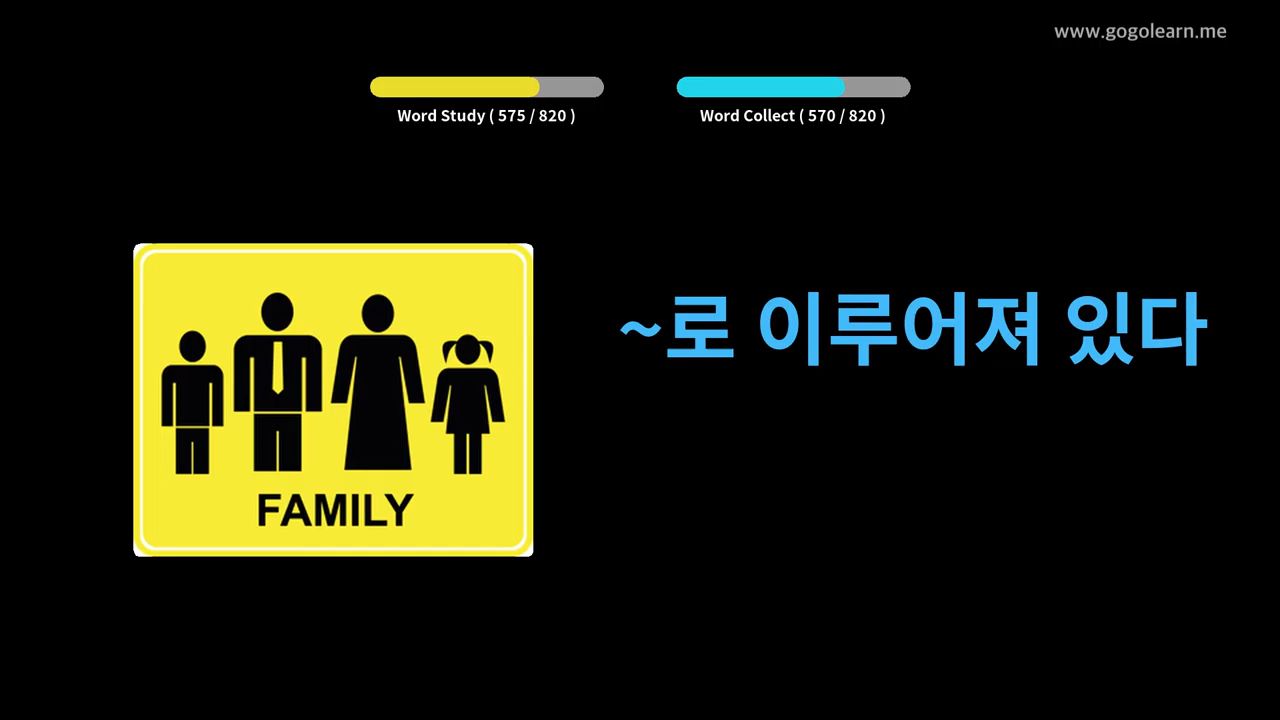 www.gogolearn.me
Word Study ( 575 / 820 )
Word Collect ( 570 / 820 )
~로 이루어져 있다
FAMILY